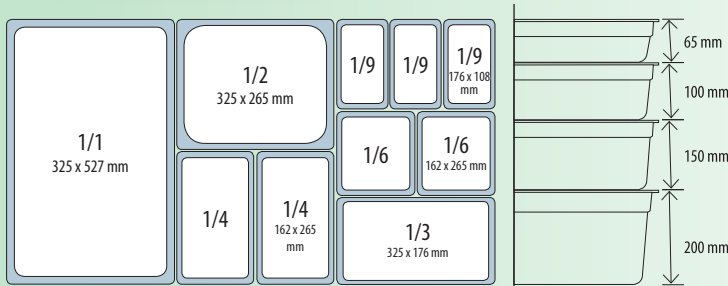 1/1
325 x 527 mm
1/2
325 x 265 mm
1/4
1/4
162 x 265
mm
1/9
1/9
1/9
176 x 108
mm
1/6
1/6
162 x 265 mm
1/3
325 x 176 mm
65 mm
100 mm
150 mm
200 mm